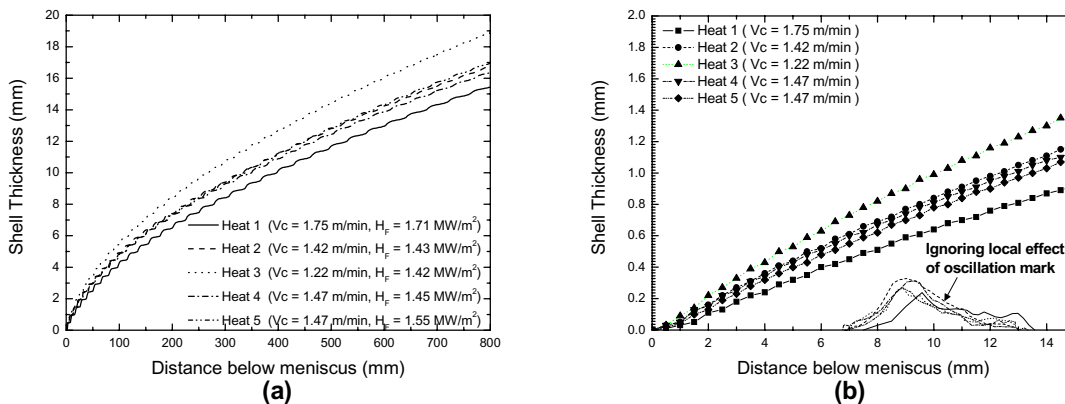 (a)
20
18
16
14
12
10
8
6
4
2
0
Shell Thickness (mm)
Heat 1 (Vc = 1.75 m/min, H_F = 1.71 MW/m²)
Heat 2 (Vc = 1.42 m/min, H_F = 1.43 MW/m²)
Heat 3 (Vc = 1.22 m/min, H_F = 1.42 MW/m²)
Heat 4 (Vc = 1.47 m/min, H_F = 1.45 MW/m²)
Heat 5 (Vc = 1.47 m/min, H_F = 1.55 MW/m²)
0 100 200 300 400 500 600 700 800
Distance below meniscus (mm)
(a)
(b)
2.0
1.8
1.6
1.4
1.2
1.0
0.8
0.6
0.4
0.2
0.0
Shell Thickness (mm)
Heat 1 ( Vc = 1.75 m/min )
Heat 2 ( Vc = 1.42 m/min )
Heat 3 ( Vc = 1.22 m/min )
Heat 4 ( Vc = 1.47 m/min )
Heat 5 ( Vc = 1.47 m/min )
Ignoring local effect
of oscillation mark
0 2 4 6 8 10 12 14
Distance below meniscus (mm)
(b)